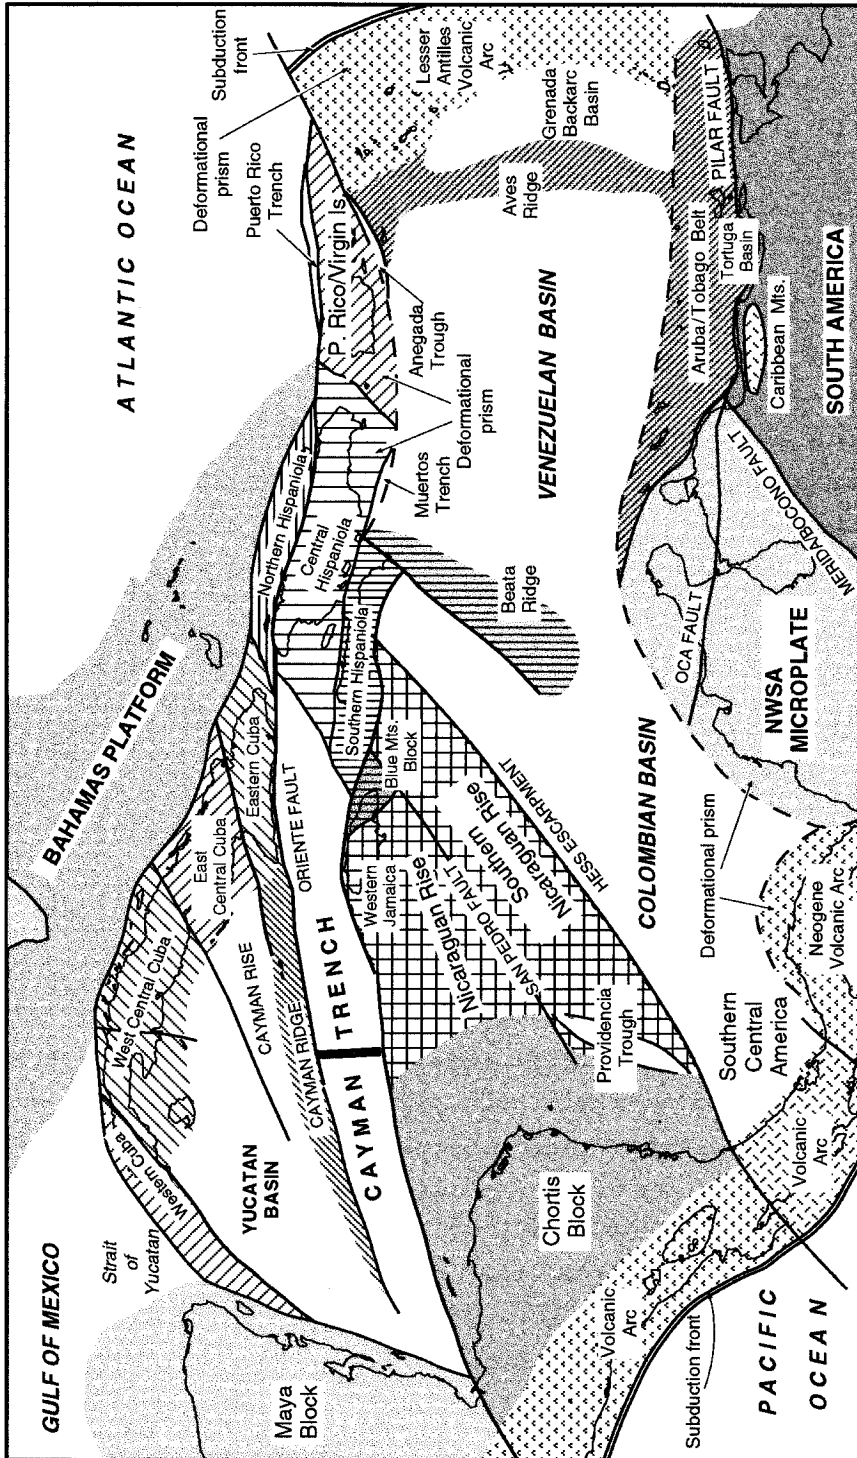 GULF OF MEXICO
Strait
of
Yucatan
Maya
Block
Western Cuba
YUCATAN
BASIN
West Central Cuba
East
Central Cuba
Eastern Cuba
CAYMAN RISE
CAYMAN RIDGE
CAYMAN TRENCH
ORIENTE FAULT
BAHAMAS PLATFORM
ATLANTIC OCEAN
Northern Hispaniola
Central
Hispaniola
Southern Hispaniola
Blue Mts.
Block
Western
Jamaica
Nicaraguan Rise
SAN PEDRO FAULT
Southern
Nicaraguan Rise
HESS ESCARPMENT
Providencia
Trough
Chortis
Block
Volcanic
Arc
Subduction front
PACIFIC
OCEAN
Volcanic
Arc
Southern
Central
America
Neogene
Volcanic Arc
Deformational prism
COLOMBIAN BASIN
Beata
Ridge
Muertos
Trench
Deformational
prism
Anegada
Trough
P. Rico/Virgin Is.
Puerto Rico
Trench
Deformational
prism
Subduction
front
Lesser
Antilles
Volcanic
Arc
Grenada
Backarc
Basin
Aves
Ridge
VENEZUELAN BASIN
Aruba/Tobago Belt
Tortuga
Basin
PILAR FAULT
Caribbean Mts.
SOUTH AMERICA
MERIDA/BOCONO FAULT
OCA FAULT
NWSA
MICROPLATE